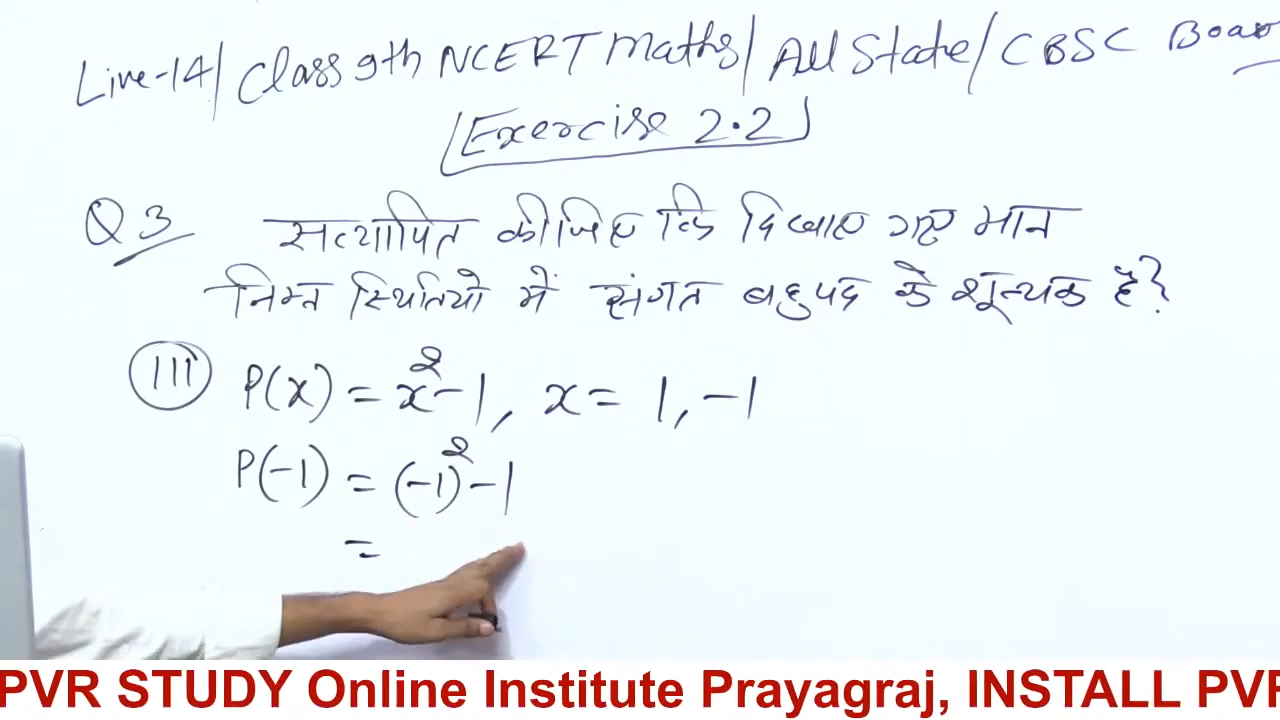 Live-14/ Class 9th NCERT Maths/ All State/ CBSC Boa
Exercise 2.2
Q 3 सत्यापित कीजिए कि दिखाए गए मान
निम्न स्थितियो में संगत बहुपद के शून्यक है?
III P(x) = x² - 1, x = 1, -1
P(-1) = (-1)² - 1
=
PVR STUDY Online Institute Prayagraj, INSTALL PVR